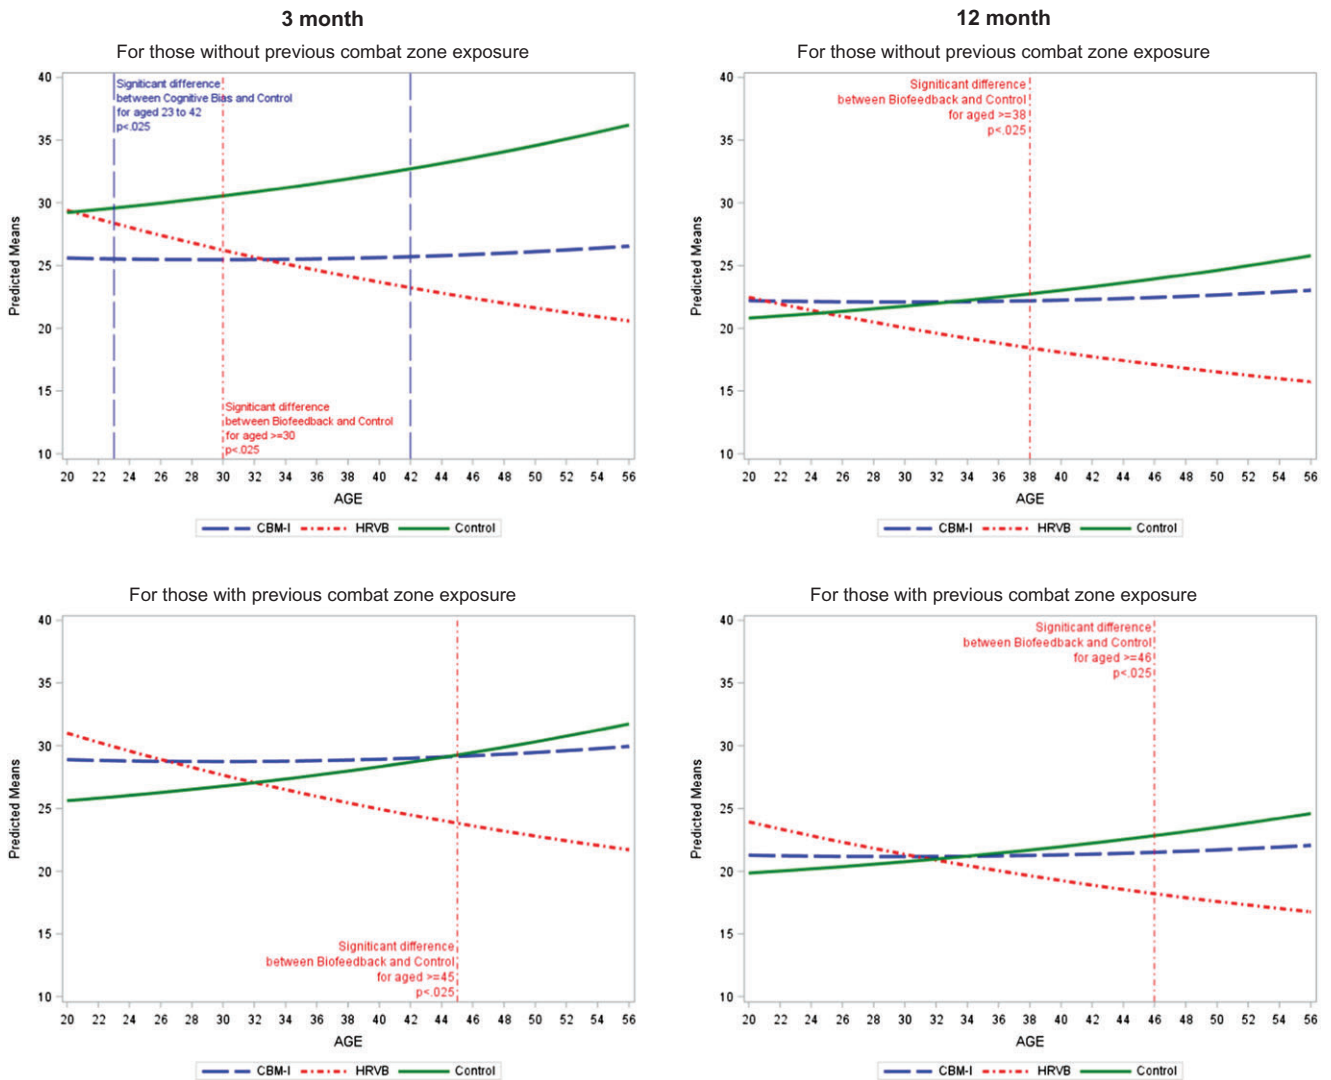 3 month
For those without previous combat zone exposure
Significant difference
between Cognitive Bias and Control
for aged 23 to 42
p<.025
Significant difference
between Biofeedback and Control
for aged >=30
p<.025
40
35
30
25
20
15
10
Predicted Means
20 22 24 26 28 30 32 34 36 38 40 42 44 46 48 50 52 54 56
AGE
CBM-I HRVB Control
12 month
For those without previous combat zone exposure
Significant difference
between Biofeedback and Control
for aged >=38
p<.025
40
35
30
25
20
15
10
Predicted Means
20 22 24 26 28 30 32 34 36 38 40 42 44 46 48 50 52 54 56
AGE
CBM-I HRVB Control
For those with previous combat zone exposure
40
35
30
25
20
15
10
Predicted Means
Significant difference
between Biofeedback and Control
for aged >=45
p<.025
20 22 24 26 28 30 32 34 36 38 40 42 44 46 48 50 52 54 56
AGE
CBM-I HRVB Control
For those with previous combat zone exposure
Significant difference
between Biofeedback and Control
for aged >=46
p<.025
40
35
30
25
20
15
10
Predicted Means
20 22 24 26 28 30 32 34 36 38 40 42 44 46 48 50 52 54 56
AGE
CBM-I HRVB Control